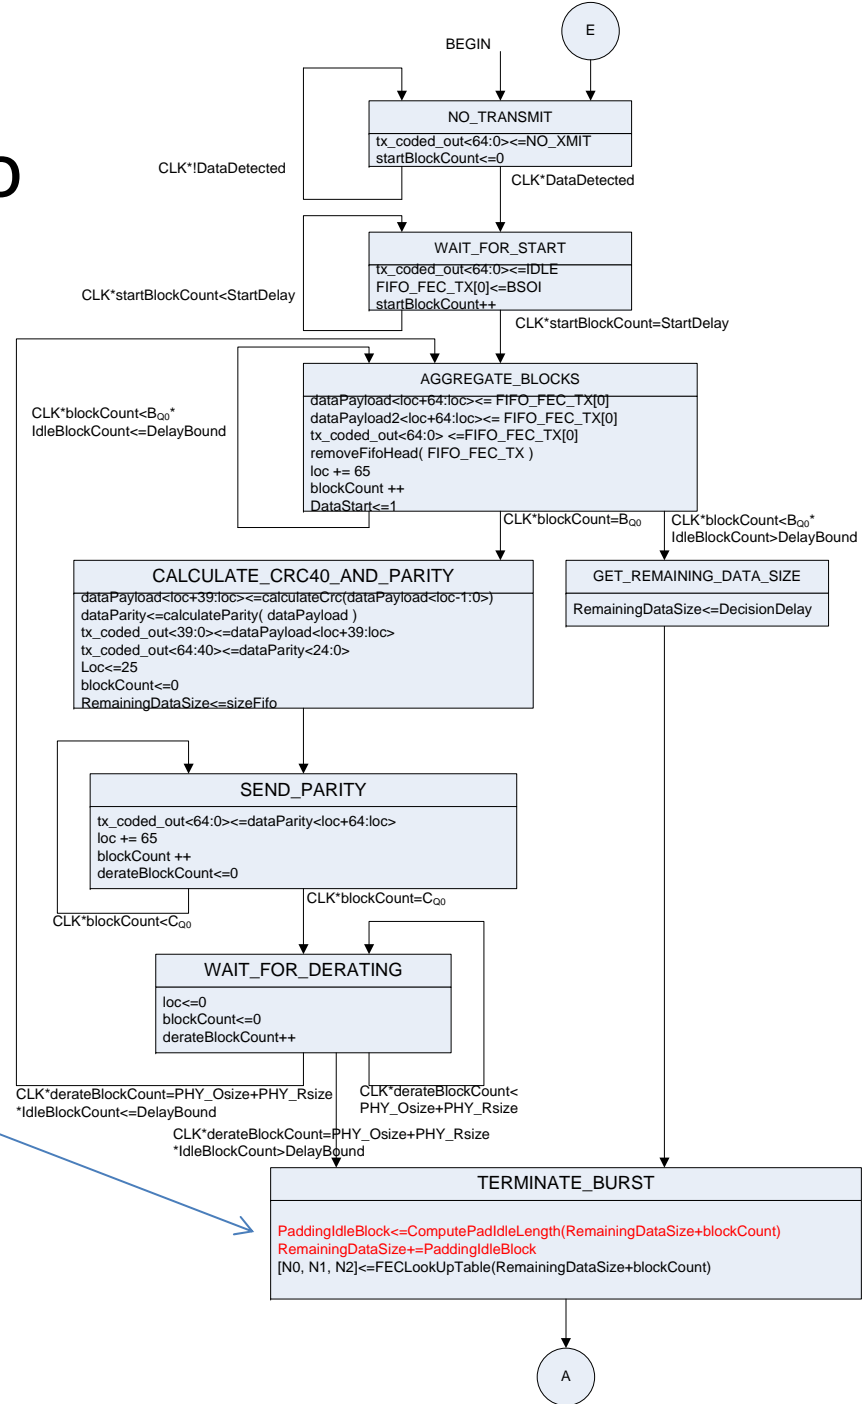 E
BEGIN
NO_TRANSMIT
tx_coded_out<64:0><=NO_XMIT
startBlockCount<=0
CLK*!DataDetected
CLK*DataDetected
WAIT_FOR_START
tx_coded_out<64:0><=IDLE
FIFO_FEC_TX[0]<=BSOI
startBlockCount++
CLK*startBlockCount<StartDelay
CLK*startBlockCount=StartDelay
AGGREGATE_BLOCKS
dataPayload<loc+64:loc><= FIFO_FEC_TX[0]
dataPayload2<loc+64:loc><= FIFO_FEC_TX[0]
tx_coded_out<64:0> <=FIFO_FEC_TX[0]
removeFifoHead( FIFO_FEC_TX )
loc += 65
blockCount ++
DataStart<=1
CLK*blockCount<BQ0*
IdleBlockCount<=DelayBound
CLK*blockCount=BQ0
CLK*blockCount<BQ0*
IdleBlockCount>DelayBound
CALCULATE_CRC40_AND_PARITY
dataPayload<loc+39:loc><=calculateCrc(dataPayload<loc-1:0>)
dataParity<=calculateParity( dataPayload )
tx_coded_out<39:0><=dataPayload<loc+39:loc>
tx_coded_out<64:40><=dataParity<24:0>
Loc<=25
blockCount<=0
RemainingDataSize<=sizeFifo
GET_REMAINING_DATA_SIZE
RemainingDataSize<=DecisionDelay
SEND_PARITY
tx_coded_out<64:0><=dataParity<loc+64:loc>
loc += 65
blockCount ++
derateBlockCount<=0
CLK*blockCount<CQ0
CLK*blockCount=CQ0
WAIT_FOR_DERATING
loc<=0
blockCount<=0
derateBlockCount++
CLK*derateBlockCount=PHY_Osize+PHY_Rsize
*IdleBlockCount<=DelayBound
CLK*derateBlockCount<
PHY_Osize+PHY_Rsize
CLK*derateBlockCount=PHY_Osize+PHY_Rsize
*IdleBlockCount>DelayBound
TERMINATE_BURST
PaddingIdleBlock<=ComputePadIdleLength(RemainingDataSize+blockCount)
RemainingDataSize+=PaddingIdleBlock
[N0, N1, N2]<=FECLookUpTable(RemainingDataSize+blockCount)
A